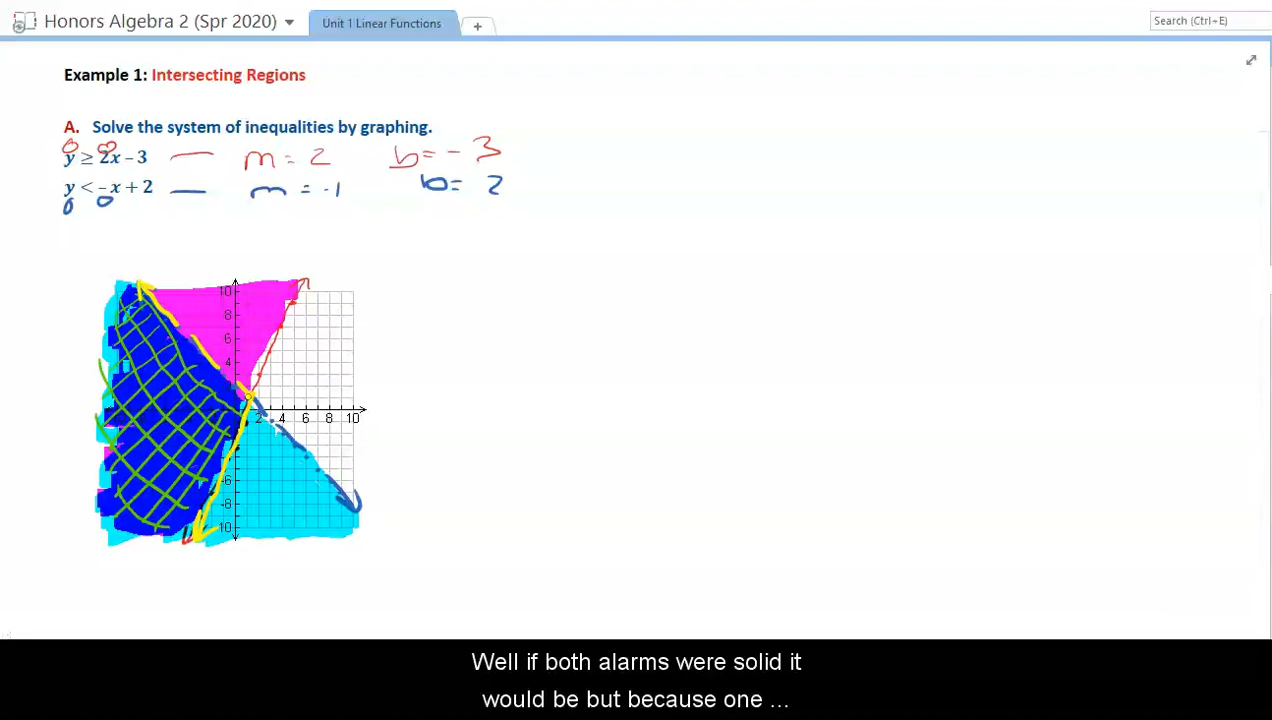 Honors Algebra 2 (Spr 2020)
Unit 1 Linear Functions
+
Search (Ctrl+E)
Example 1: Intersecting Regions
A. Solve the system of inequalities by graphing.
y ≥ 2x – 3 — m = 2 b = - 3
y < –x + 2 — m = -1 b = 2
10
8
6
4
2 4 6 8 10
-6
-8
10
Well if both alarms were solid it
would be but because one ...